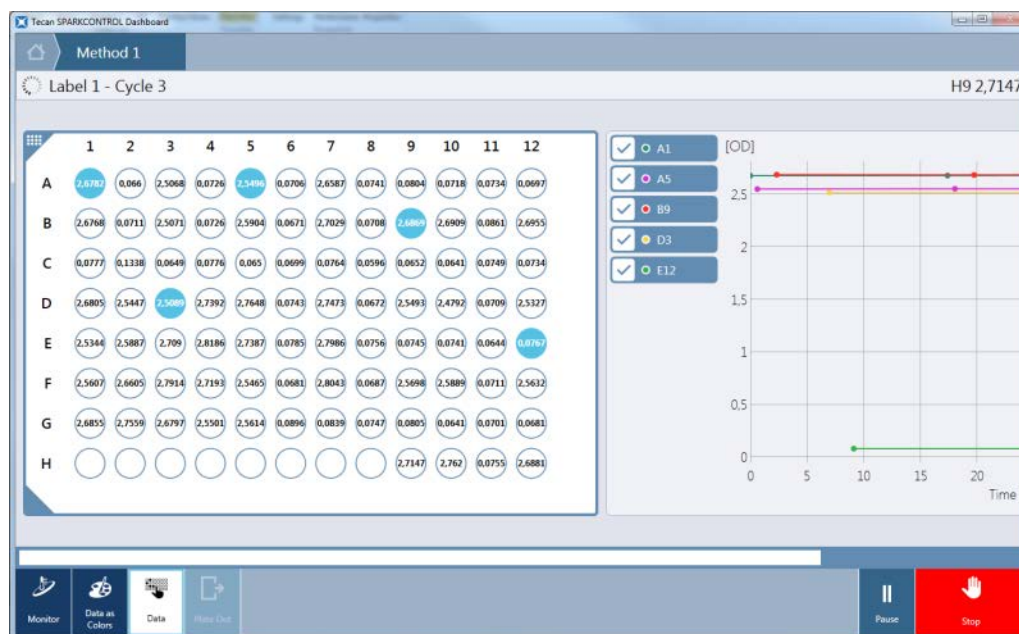 Tecan SPARKCONTROL Dashboard
Method 1
Label 1 - Cycle 3
H9 2,7147
1 2 3 4 5 6 7 8 9 10 11 12
A 2,6782 0,066 2,5068 0,0726 2,5496 0,0706 2,6587 0,0741 0,0804 0,0718 0,0734 0,0697
B 2,6768 0,0711 2,5071 0,0726 2,5904 0,0671 2,7029 0,0708 2,6869 2,6909 0,0861 2,6955
C 0,0777 0,1338 0,0649 0,0776 0,065 0,0699 0,0764 0,0596 0,0652 0,0641 0,0749 0,0734
D 2,6805 2,5447 2,5089 2,7392 2,7648 0,0743 2,7473 0,0672 2,5493 2,4792 0,0709 2,5327
E 2,5344 2,5887 2,709 2,8186 2,7387 0,0785 2,7986 0,0756 0,0745 0,0741 0,0644 0,0767
F 2,5607 2,6605 2,7914 2,7193 2,5465 0,0681 2,8043 0,0687 2,5698 2,5889 0,0711 2,5632
G 2,6855 2,7559 2,6797 2,5501 2,5614 0,0896 0,0839 0,0747 0,0805 0,0641 0,0701 0,0681
H 2,7147 2,762 0,0755 2,6881
A1
A5
B9
D3
E12
[OD]
2,5
2
1,5
1
0,5
0
0 5 10 15 20
Time
Monitor
Data as
Colors
Data
Plate Out
Pause
Stop